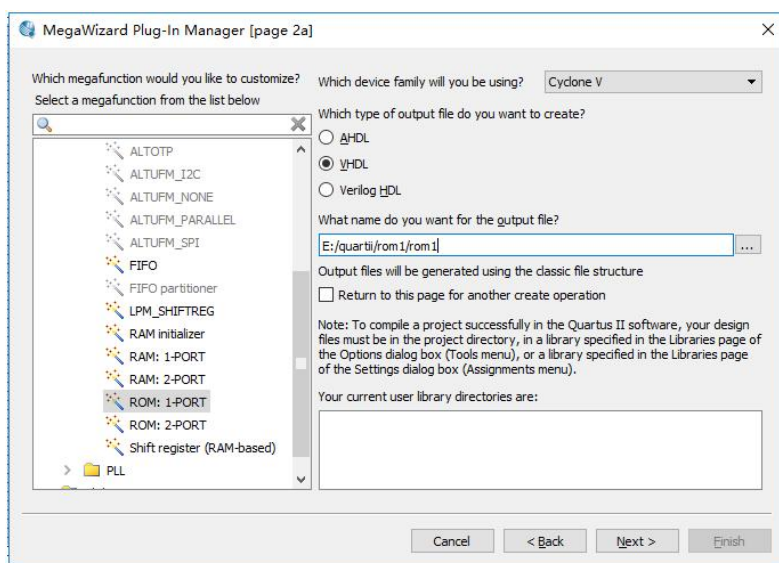 MegaWizard Plug-In Manager [page 2a]
Which megafunction would you like to customize?
Select a megafunction from the list below
ALTOTP
ALTUFM_I2C
ALTUFM_NONE
ALTUFM_PARALLEL
ALTUFM_SPI
FIFO
FIFO partitioner
LPM_SHIFTREG
RAM initializer
RAM: 1-PORT
RAM: 2-PORT
ROM: 1-PORT
ROM: 2-PORT
Shift register (RAM-based)
PLL
Which device family will you be using?
Cyclone V
Which type of output file do you want to create?
AHDL
VHDL
Verilog HDL
What name do you want for the output file?
E:/quartii/rom1/rom1
...
Output files will be generated using the classic file structure
Return to this page for another create operation
Note: To compile a project successfully in the Quartus II software, your design
files must be in the project directory, in a library specified in the Libraries page of
the Options dialog box (Tools menu), or a library specified in the Libraries page
of the Settings dialog box (Assignments menu).
Your current user library directories are:
Cancel
< Back
Next >
Finish